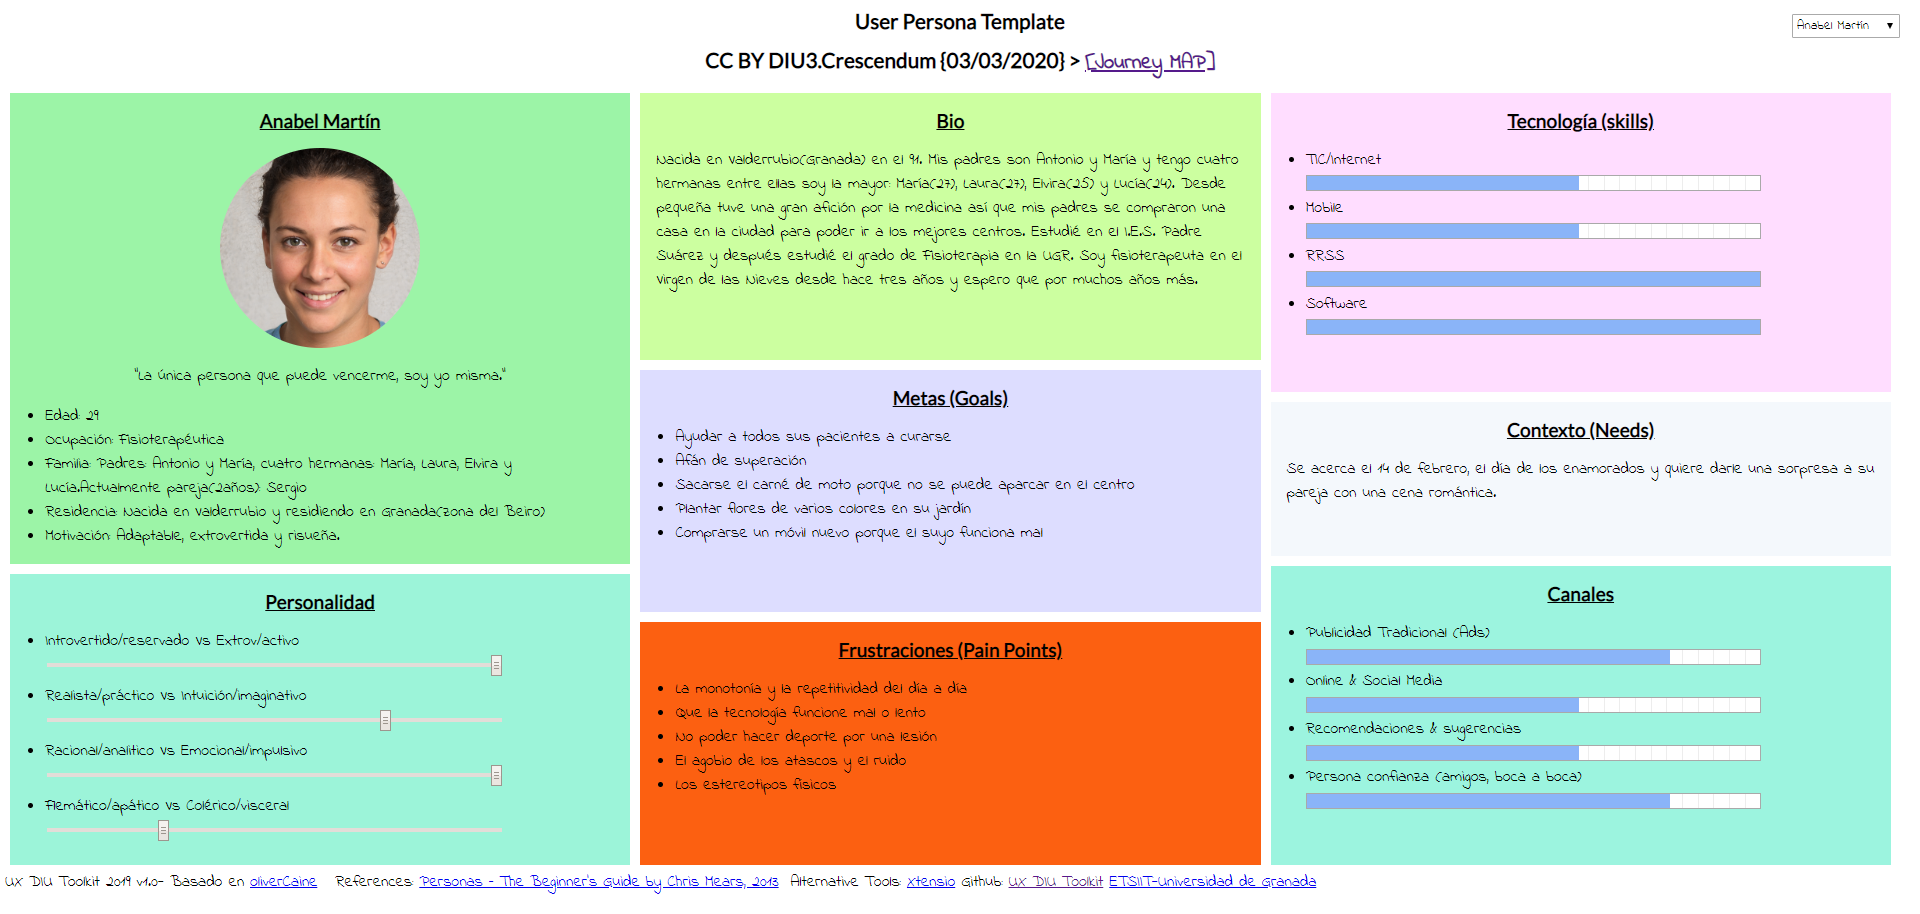 User Persona Template
Anabel Martín
CC BY DIU3.Crescendum {03/03/2020} > [Journey MAP]
Anabel Martín
"La única persona que puede vencerme, soy yo misma."
Edad: 29
Ocupación: Fisioterapéutica
Familia: Padres: Antonio y María, cuatro hermanas: María, Laura, Elvira y
Lucía.Actualmente pareja(2años): Sergio
Residencia: Nacida en Valderrubio y residiendo en Granada(zona del Beiro)
Motivación: Adaptable, extrovertida y risueña.
Personalidad
Introvertido/reservado vs Extrov/activo
Realista/práctico vs Intuición/imaginativo
Racional/analítico vs Emocional/impulsivo
Flemático/apático vs Colérico/visceral
Bio
Nacida en Valderrubio(Granada) en el 91. Mis padres son Antonio y María y tengo cuatro
hermanas entre ellas soy la mayor: María(27), Laura(27), Elvira(25) y Lucía(24). Desde
pequeña tuve una gran afición por la medicina así que mis padres se compraron una
casa en la ciudad para poder ir a los mejores centros. Estudié en el I.E.S. Padre
Suárez y después estudié el grado de Fisioterapia en la UGR. Soy fisioterapeuta en el
Virgen de las Nieves desde hace tres años y espero que por muchos años más.
Metas (Goals)
Ayudar a todos sus pacientes a curarse
Afán de superación
Sacarse el carné de moto porque no se puede aparcar en el centro
Plantar flores de varios colores en su jardín
Comprarse un móvil nuevo porque el suyo funciona mal
Frustraciones (Pain Points)
La monotonía y la repetitividad del día a día
Que la tecnología funcione mal o lento
No poder hacer deporte por una lesión
El agobio de los atascos y el ruido
Los estereotipos físicos
Tecnología (skills)
TIC/Internet
Mobile
RRSS
Software
Contexto (Needs)
Se acerca el 14 de febrero, el día de los enamorados y quiere darle una sorpresa a su
pareja con una cena romántica.
Canales
Publicidad Tradicional (Ads)
Online & Social Media
Recomendaciones & sugerencias
Persona confianza (amigos, boca a boca)
UX DIU Toolkit 2019 v1.0- Basado en oliverCaine References: Personas - The Beginner's Guide by Chris Mears, 2013 Alternative Tools: Xtensio Github: UX DIU Toolkit ETSIIT-Universidad de Granada